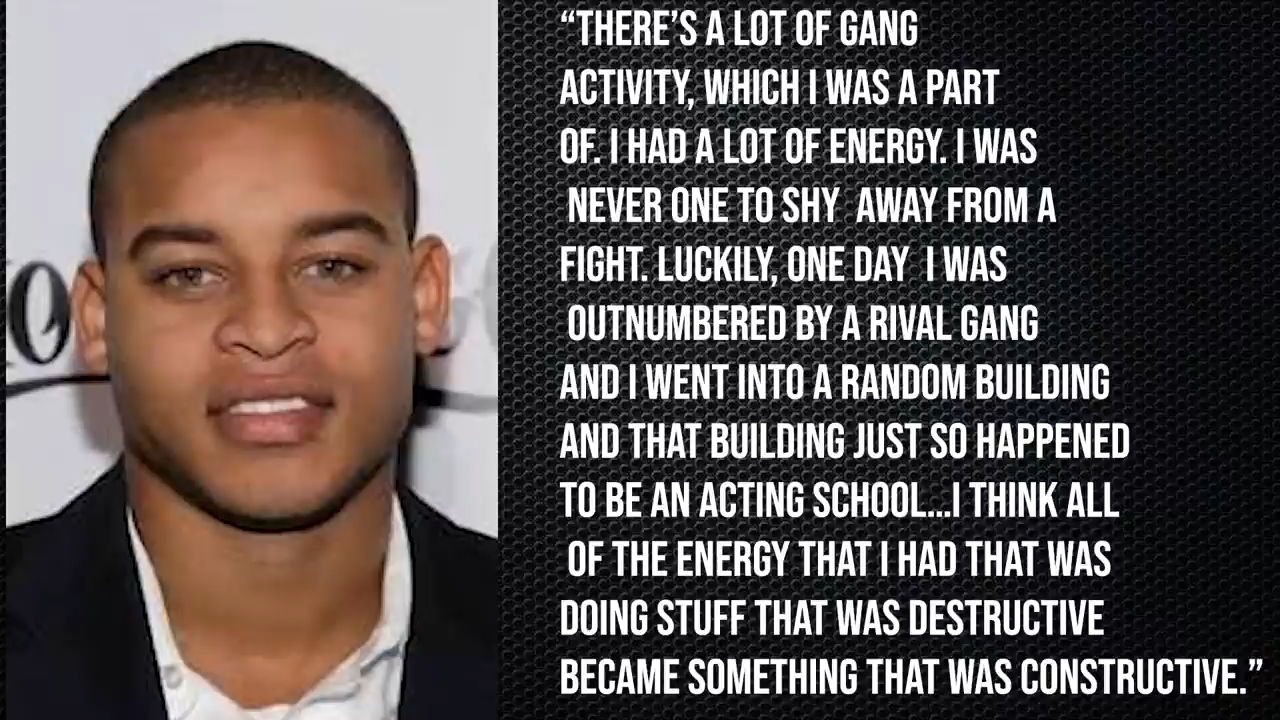 “THERE’S A LOT OF GANG
ACTIVITY, WHICH I WAS A PART
OF. I HAD A LOT OF ENERGY. I WAS
NEVER ONE TO SHY AWAY FROM A
FIGHT. LUCKILY, ONE DAY I WAS
OUTNUMBERED BY A RIVAL GANG
AND I WENT INTO A RANDOM BUILDING
AND THAT BUILDING JUST SO HAPPENED
TO BE AN ACTING SCHOOL...I THINK ALL
OF THE ENERGY THAT I HAD THAT WAS
DOING STUFF THAT WAS DESTRUCTIVE
BECAME SOMETHING THAT WAS CONSTRUCTIVE.”